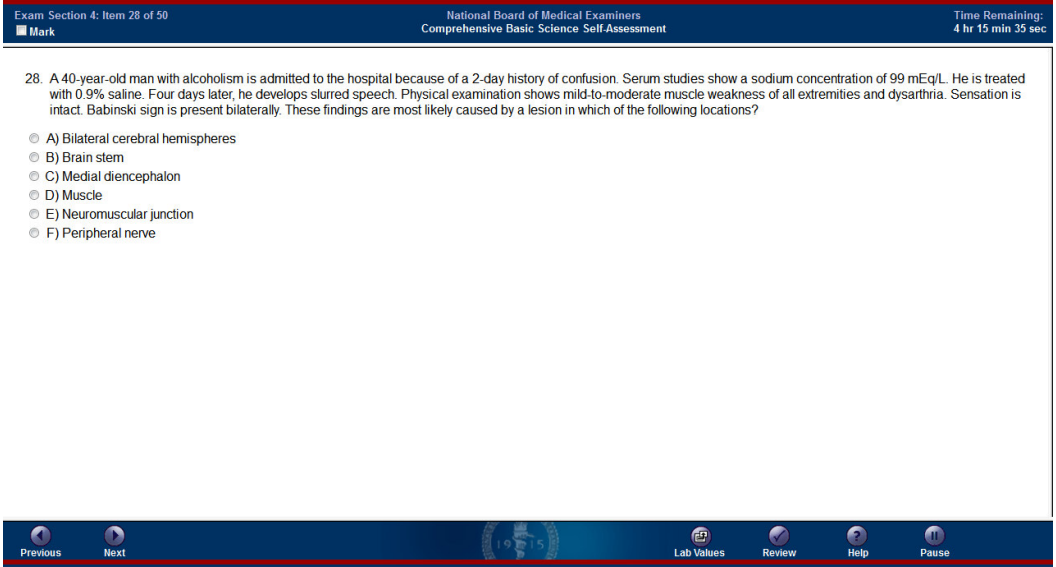 Exam Section 4: Item 28 of 50
National Board of Medical Examiners
Time Remaining:
Mark
Comprehensive Basic Science Self-Assessment
4 hr 15 min 35 sec
28. A 40-year-old man with alcoholism is admitted to the hospital because of a 2-day history of confusion. Serum studies show a sodium concentration of 99 mEq/L. He is treated
with 0.9% saline. Four days later, he develops slurred speech. Physical examination shows mild-to-moderate muscle weakness of all extremities and dysarthria. Sensation is
intact. Babinski sign is present bilaterally. These findings are most likely caused by a lesion in which of the following locations?
A) Bilateral cerebral hemispheres
B) Brain stem
C) Medial diencephalon
D) Muscle
E) Neuromuscular junction
F) Peripheral nerve
1915
Previous
Next
Lab Values
Review
Help
Pause